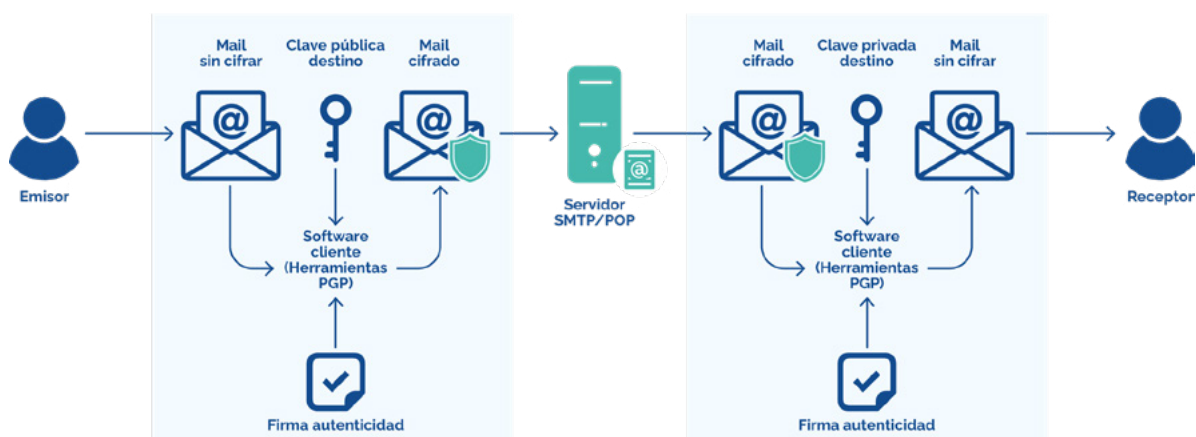 Mail
sin cifrar
Clave pública
destino
Mail
cifrado
Mail
cifrado
Clave privada
destino
Mail
sin cifrar
@
@
@
@
@
Emisor
Servidor
SMTP/POP
Receptor
Software
cliente
(Herramientas
PGP)
Software
cliente
(Herramientas
PGP)
Firma autenticidad
Firma autenticidad